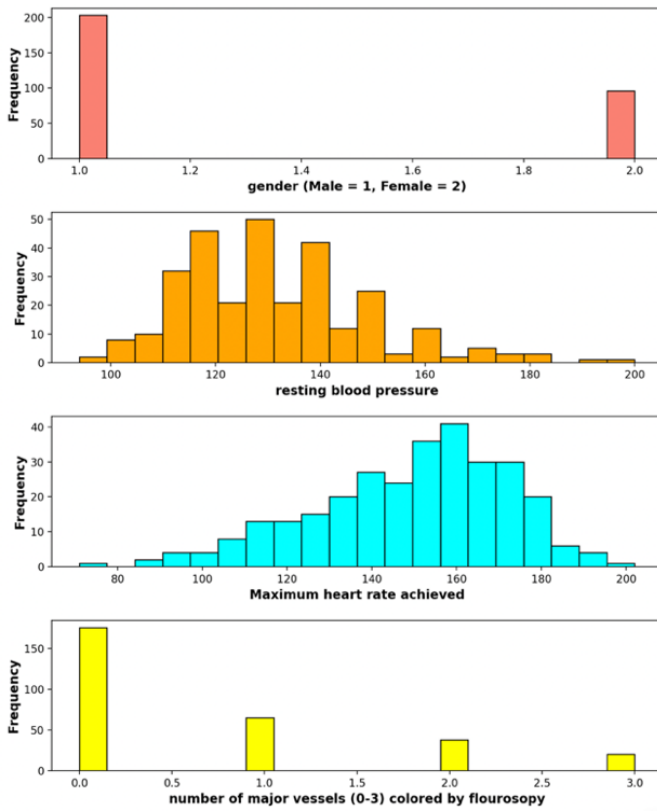 200
150
100
50
0
Frequency
1.0 1.2 1.4 1.6 1.8 2.0
gender (Male = 1, Female = 2)
50
40
30
20
10
0
Frequency
100 120 140 160 180 200
resting blood pressure
40
30
20
10
0
Frequency
80 100 120 140 160 180 200
Maximum heart rate achieved
150
100
50
0
Frequency
0.0 0.5 1.0 1.5 2.0 2.5 3.0
number of major vessels (0-3) colored by flourosopy